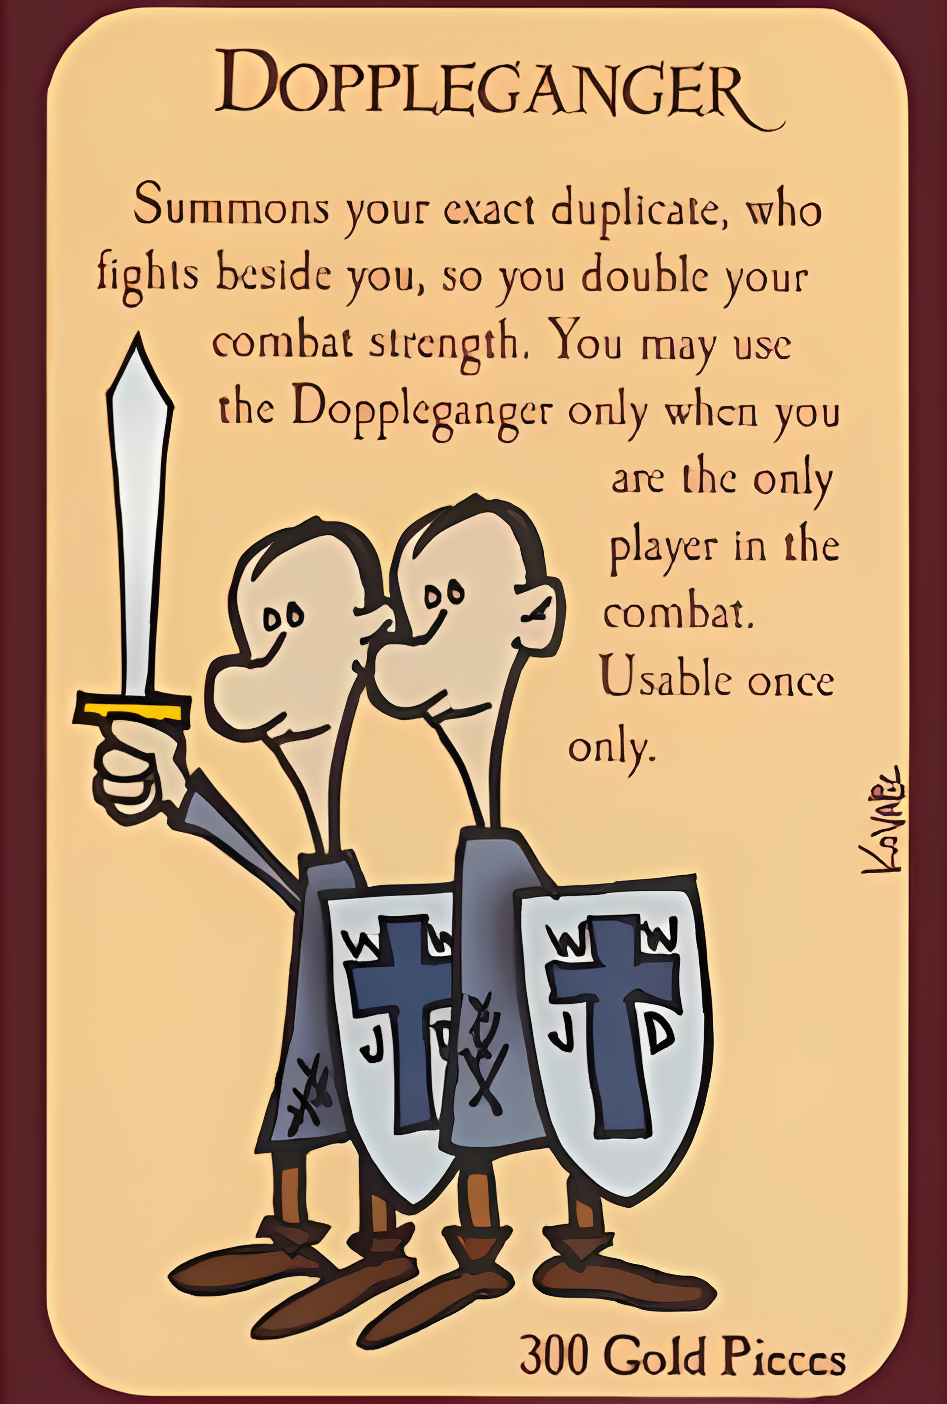 DOPPLEGANGER
Summons your exact duplicate, who
fights beside you, so you double your
combat strength. You may use
the Doppleganger only when you
are the only
player in the
combat.
Usable once
only.
KOVALIC
W W
J D
W W
J D
300 Gold Pieces